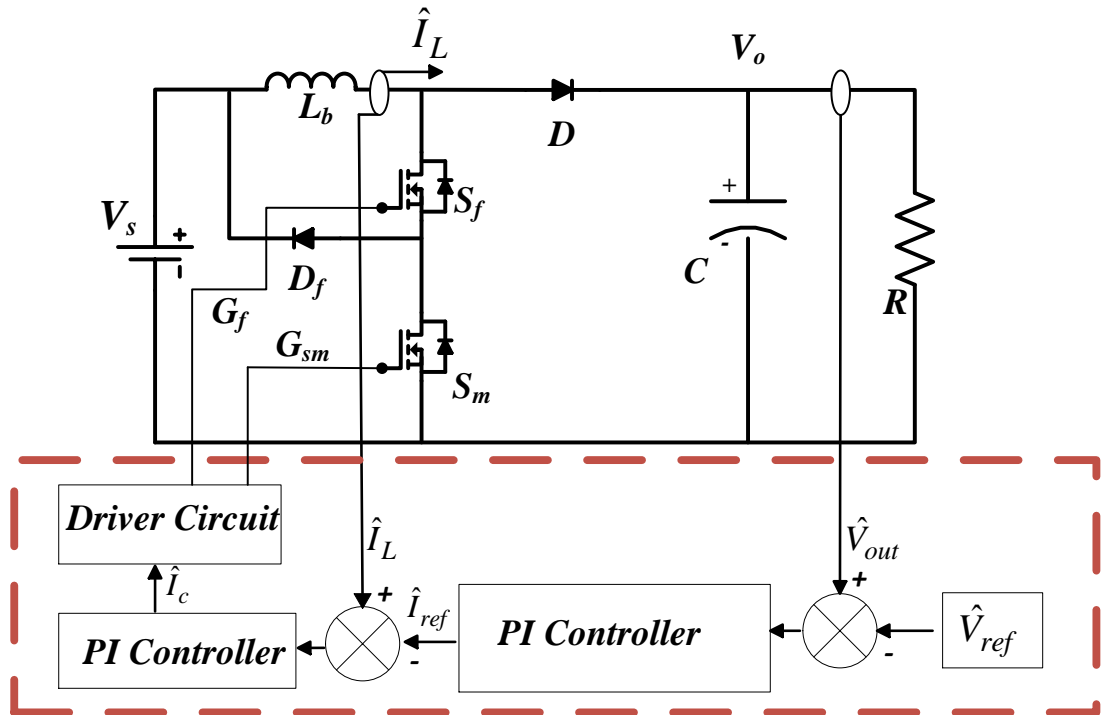 Î_L
V_o
L_b
D
S_f
V_s
+
-
D_f
+
-
C
R
G_f
G_sm
S_m
Driver Circuit
Î_L
V̂_out
Î_c
+
+
Î_ref
PI Controller
PI Controller
-
-
V̂_ref